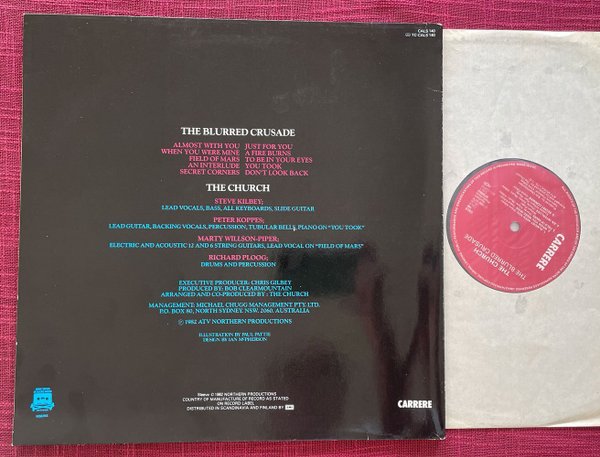 CALS 140
THE BLURRED CRUSADE
ALMOST WITH YOU JUST FOR YOU
WHEN YOU WERE MINE A FIRE BURNS
FIELD OF MARS TO BE IN YOUR EYES
AN INTERLUDE YOU TOOK
SECRET CORNERS DON'T LOOK BACK
THE CHURCH
STEVE KILBEY;
LEAD VOCALS, BASS, ALL KEYBOARDS, SLIDE GUITAR
PETER KOPPES;
LEAD GUITAR, BACKING VOCALS, PERCUSSION, TUBULAR BELLS, PIANO ON "YOU TOOK"
MARTY WILLSON-PIPER;
ELECTRIC AND ACOUSTIC 12 AND 6 STRING GUITARS, LEAD VOCAL ON "FIELD OF MARS"
RICHARD PLOOG;
DRUMS AND PERCUSSION
EXECUTIVE PRODUCER: CHRIS GILBEY
PRODUCED BY: BOB CLEARMOUNTAIN
ARRANGED AND CO-PRODUCED BY : THE CHURCH
MANAGEMENT: MICHAEL CHUGG MANAGEMENT PTY. LTD.
P.O. BOX 80, NORTH SYDNEY NSW. 2060. AUSTRALIA
℗ 1982 ATV NORTHERN PRODUCTIONS
ILLUSTRATION BY PAUL PATTIE
DESIGN BY IAN McPHERSON
Sleeve © 1982 NORTHERN PRODUCTIONS
COUNTRY OF MANUFACTURE OF RECORD AS STATED
ON RECORD LABEL
DISTRIBUTED IN SCANDINAVIA AND FINLAND BY EMI
CARRERE
CARRERE
THE CHURCH
THE BLURRED CRUSADE